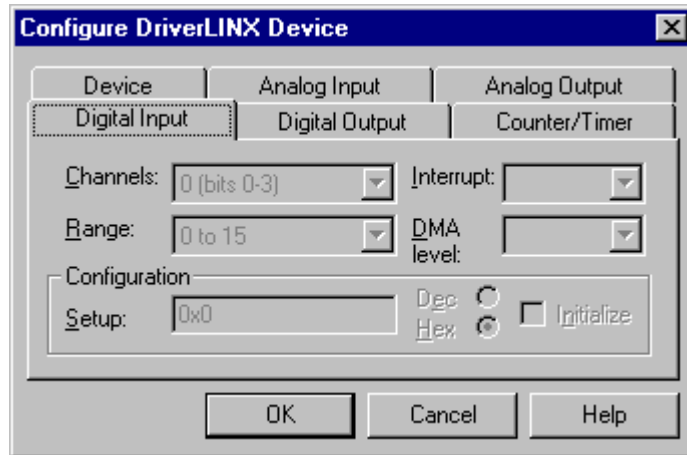 Configure DriverLINX Device
Device Analog Input Analog Output
Digital Input Digital Output Counter/Timer
Channels: 0 (bits 0-3) Interrupt:
Range: 0 to 15 DMA level:
Configuration
Setup: 0x0 Dec Hex Initialize
OK Cancel Help